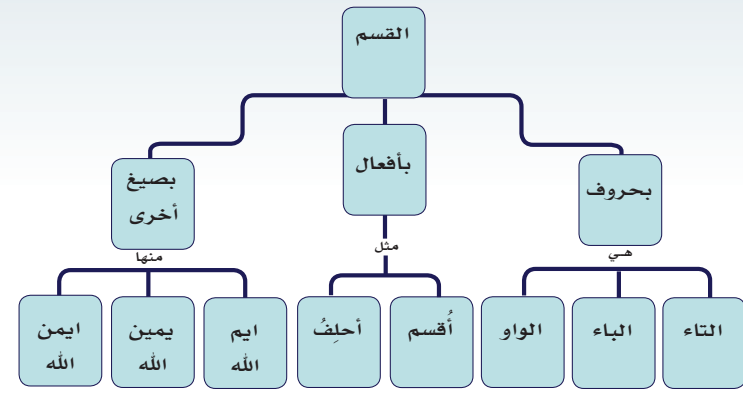 القسم
بحروف
بأفعال
بصيغ
أخرى
هي
مثل
منها
التاء
الباء
الواو
أُقسم
أحلِفُ
ايم
الله
يمين
الله
ايمن
الله